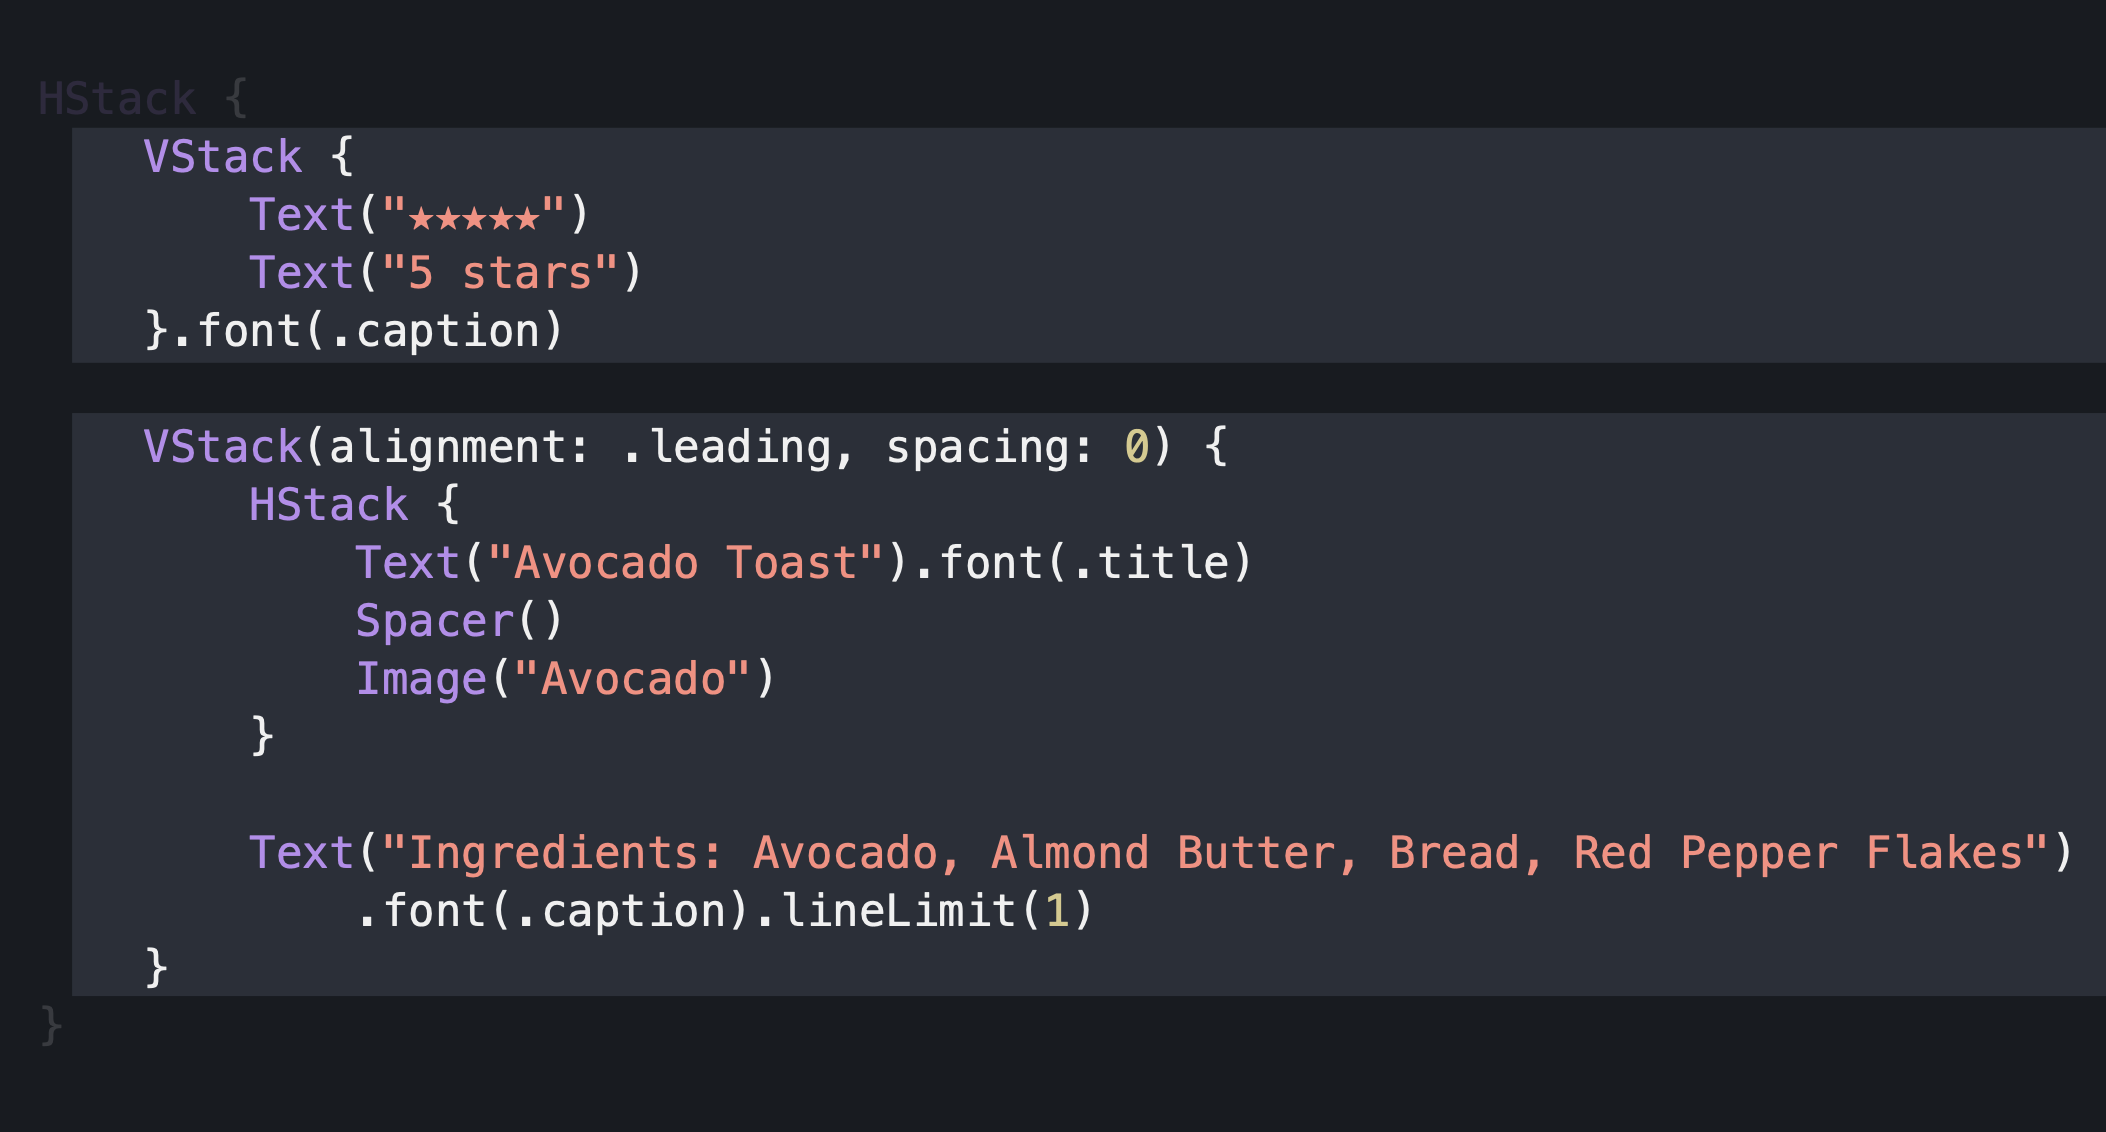 HStack {
    VStack {
        Text("★★★★★")
        Text("5 stars")
    }.font(.caption)

    VStack(alignment: .leading, spacing: 0) {
        HStack {
            Text("Avocado Toast").font(.title)
            Spacer()
            Image("Avocado")
        }

        Text("Ingredients: Avocado, Almond Butter, Bread, Red Pepper Flakes")
            .font(.caption).lineLimit(1)
    }
}